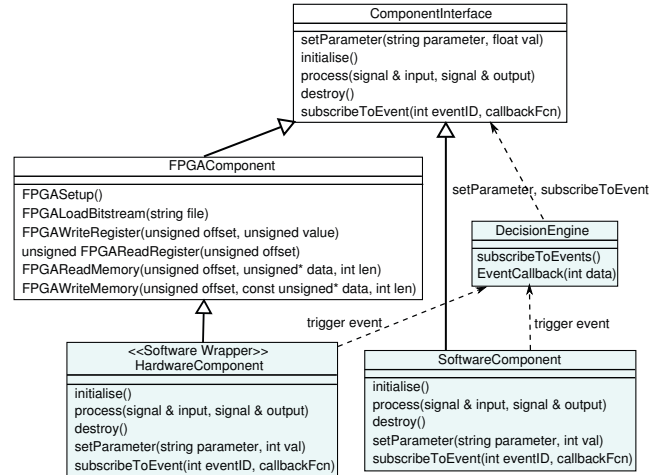 ComponentInterface
setParameter(string parameter, float val)
initialise()
process(signal & input, signal & output)
destroy()
subscribeToEvent(int eventID, callbackFcn)
FPGAComponent
FPGASetup()
FPGALoadBitstream(string file)
FPGAWriteRegister(unsigned offset, unsigned value)
unsigned FPGAReadRegister(unsigned offset)
FPGAReadMemory(unsigned offset, unsigned* data, int len)
FPGAWriteMemory(unsigned offset, const unsigned* data, int len)
setParameter, subscribeToEvent
DecisionEngine
subscribeToEvents()
EventCallback(int data)
trigger event
trigger event
<<Software Wrapper>>
HardwareComponent
initialise()
process(signal & input, signal & output)
destroy()
setParameter(string parameter, int val)
subscribeToEvent(int eventID, callbackFcn)
SoftwareComponent
initialise()
process(signal & input, signal & output)
destroy()
setParameter(string parameter, int val)
subscribeToEvent(int eventID, callbackFcn)